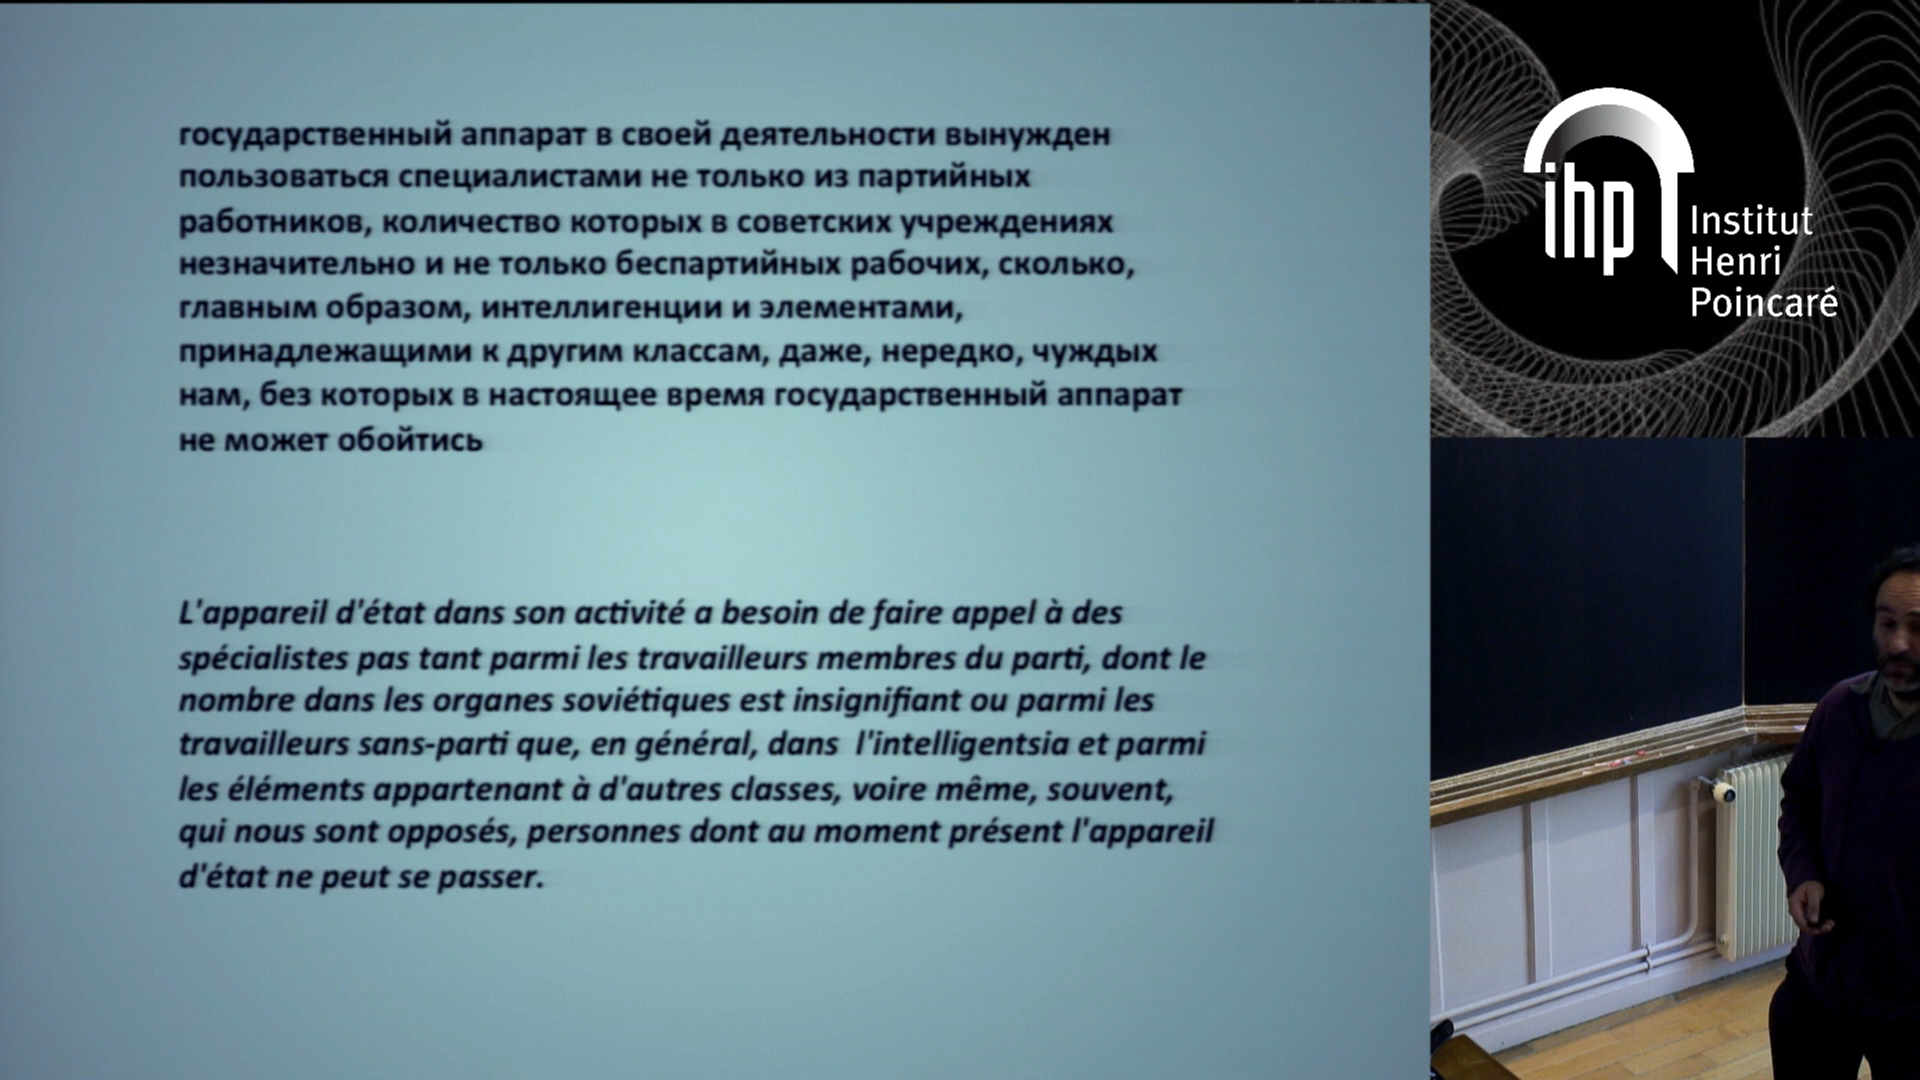 государственный аппарат в своей деятельности вынужден
пользоваться специалистами не только из партийных
работников, количество которых в советских учреждениях
незначительно и не только беспартийных рабочих, сколько,
главным образом, интеллигенции и элементами,
принадлежащими к другим классам, даже, нередко, чуждых
нам, без которых в настоящее время государственный аппарат
не может обойтись
L'appareil d'état dans son activité a besoin de faire appel à des
spécialistes pas tant parmi les travailleurs membres du parti, dont le
nombre dans les organes soviétiques est insignifiant ou parmi les
travailleurs sans-parti que, en général, dans l'intelligentsia et parmi
les éléments appartenant à d'autres classes, voire même, souvent,
qui nous sont opposés, personnes dont au moment présent l'appareil
d'état ne peut se passer.
ihp
Institut
Henri
Poincaré